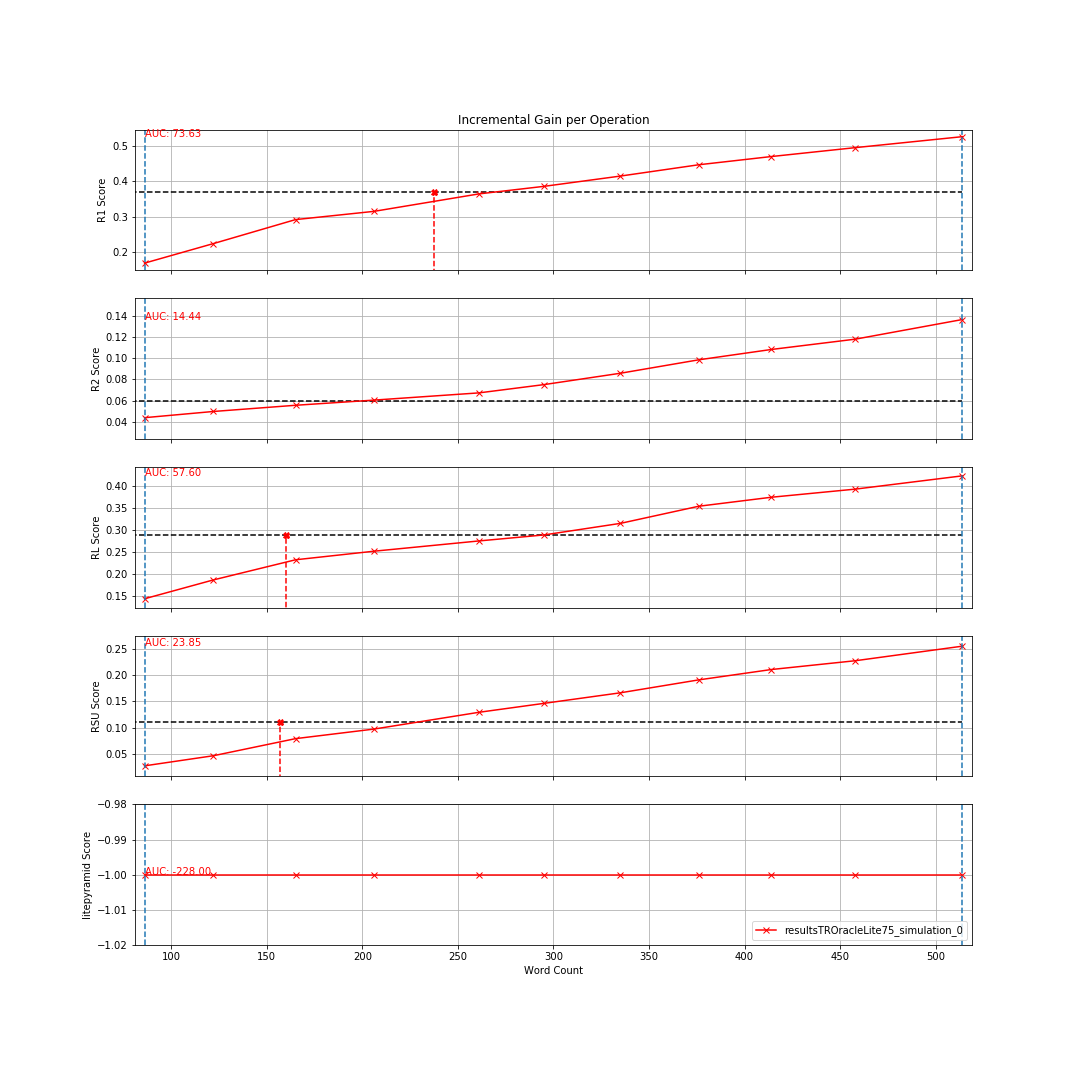 Incremental Gain per Operation
AUC: 73.63
0.5
0.4
0.3
0.2
R1 Score
AUC: 14.44
0.14
0.12
0.10
0.08
0.06
0.04
R2 Score
AUC: 57.60
0.40
0.35
0.30
0.25
0.20
0.15
RL Score
AUC: 23.85
0.25
0.20
0.15
0.10
0.05
RSU Score
−0.98
−0.99
−1.00
−1.01
−1.02
litepyramid Score
AUC: -228.00
resultsTROracleLite75_simulation_0
100 150 200 250 300 350 400 450 500
Word Count